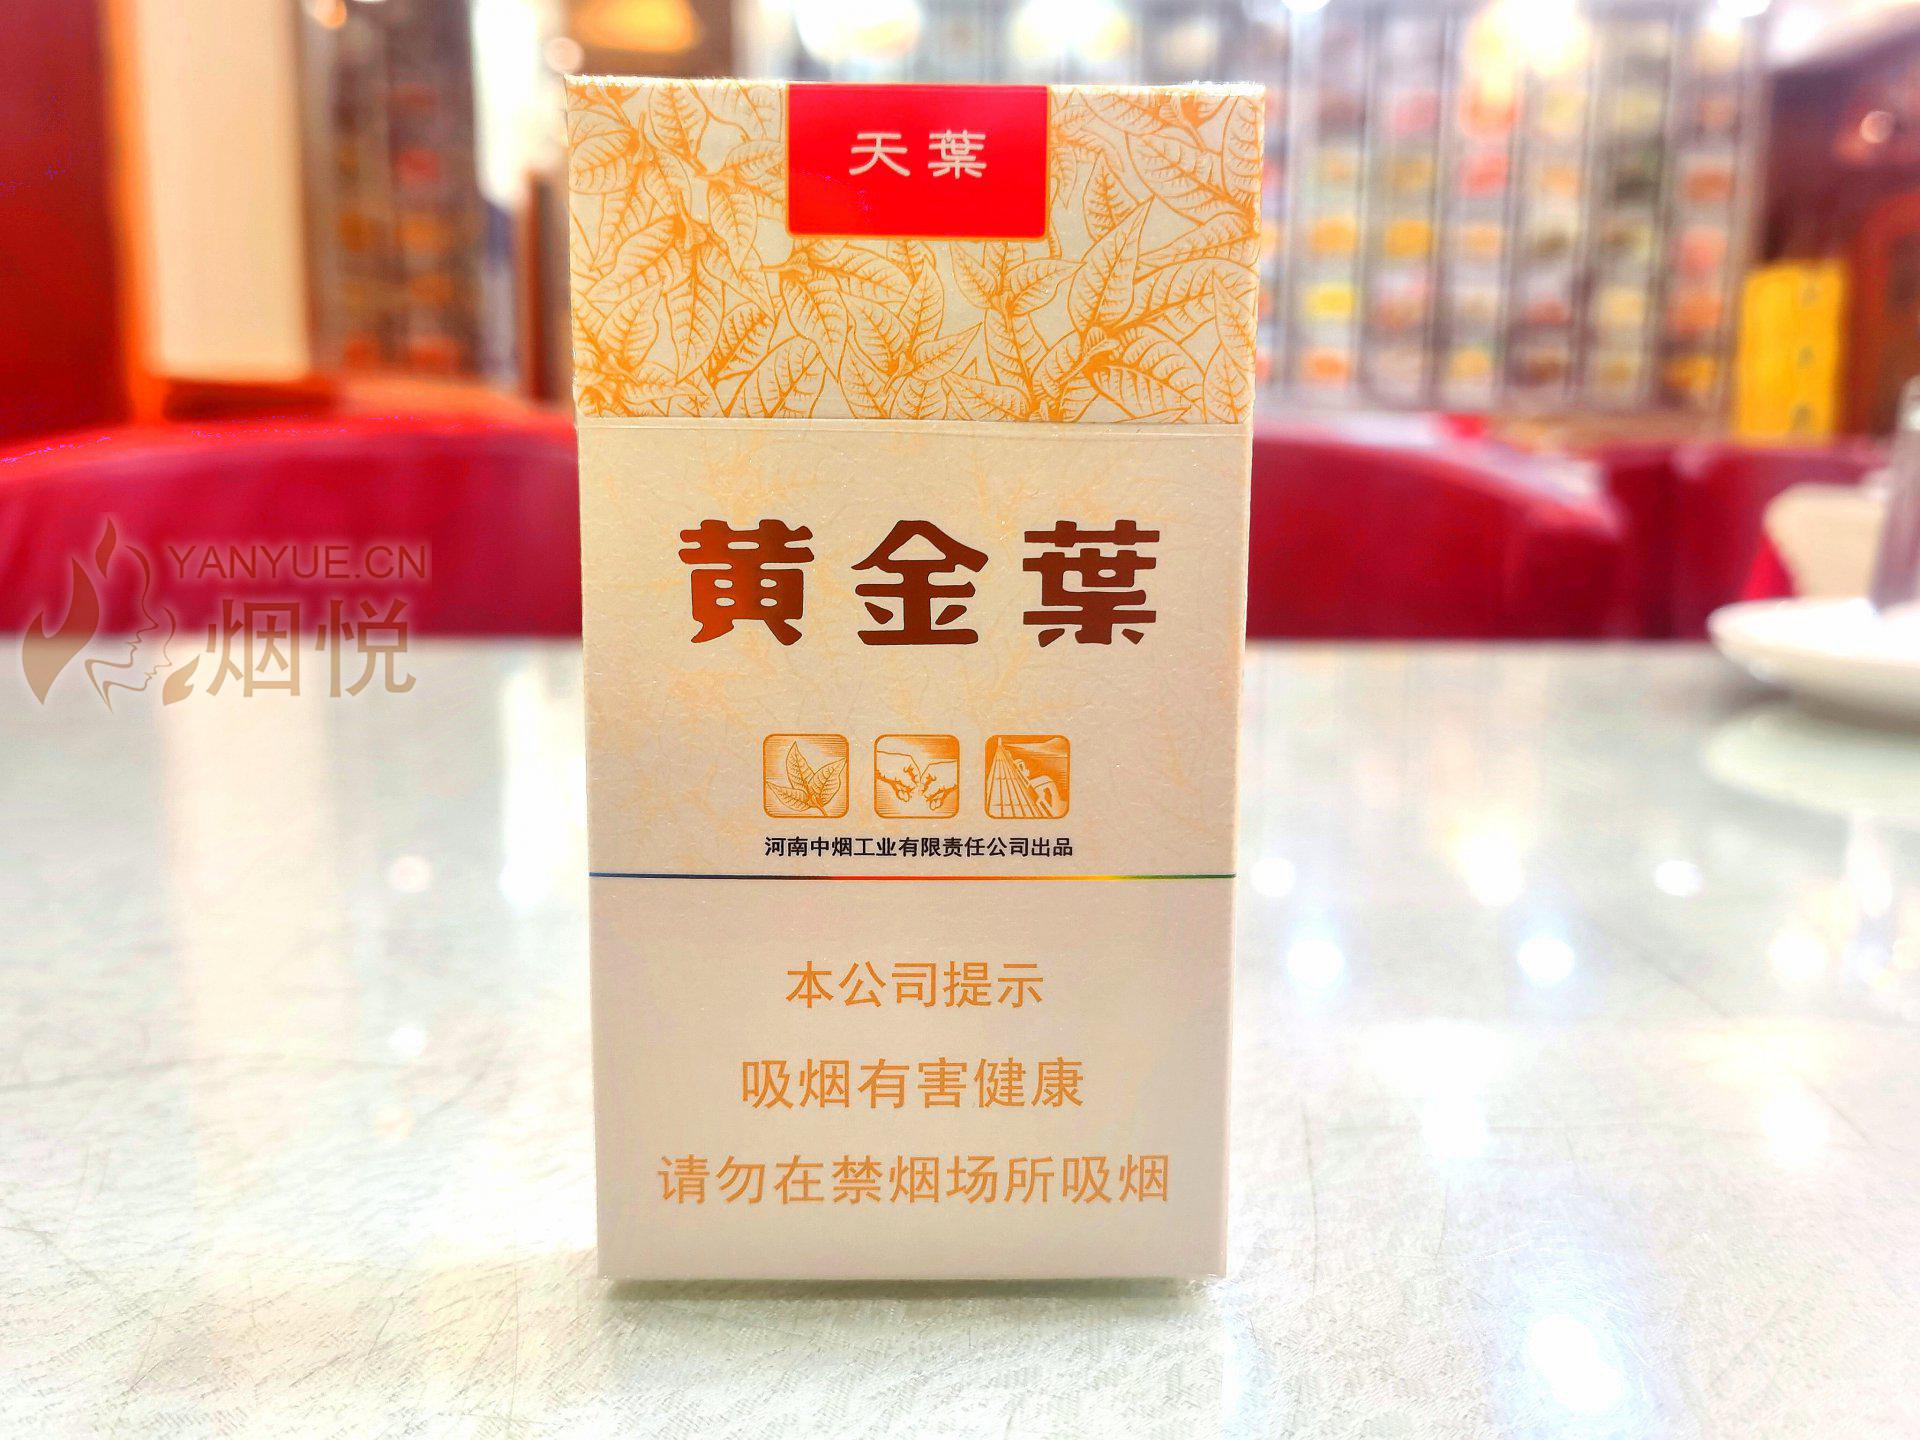 天葉
黄金葉
YANYUE.CN
烟悦
河南中烟工业有限责任公司出品
本公司提示
吸烟有害健康
请勿在禁烟场所吸烟